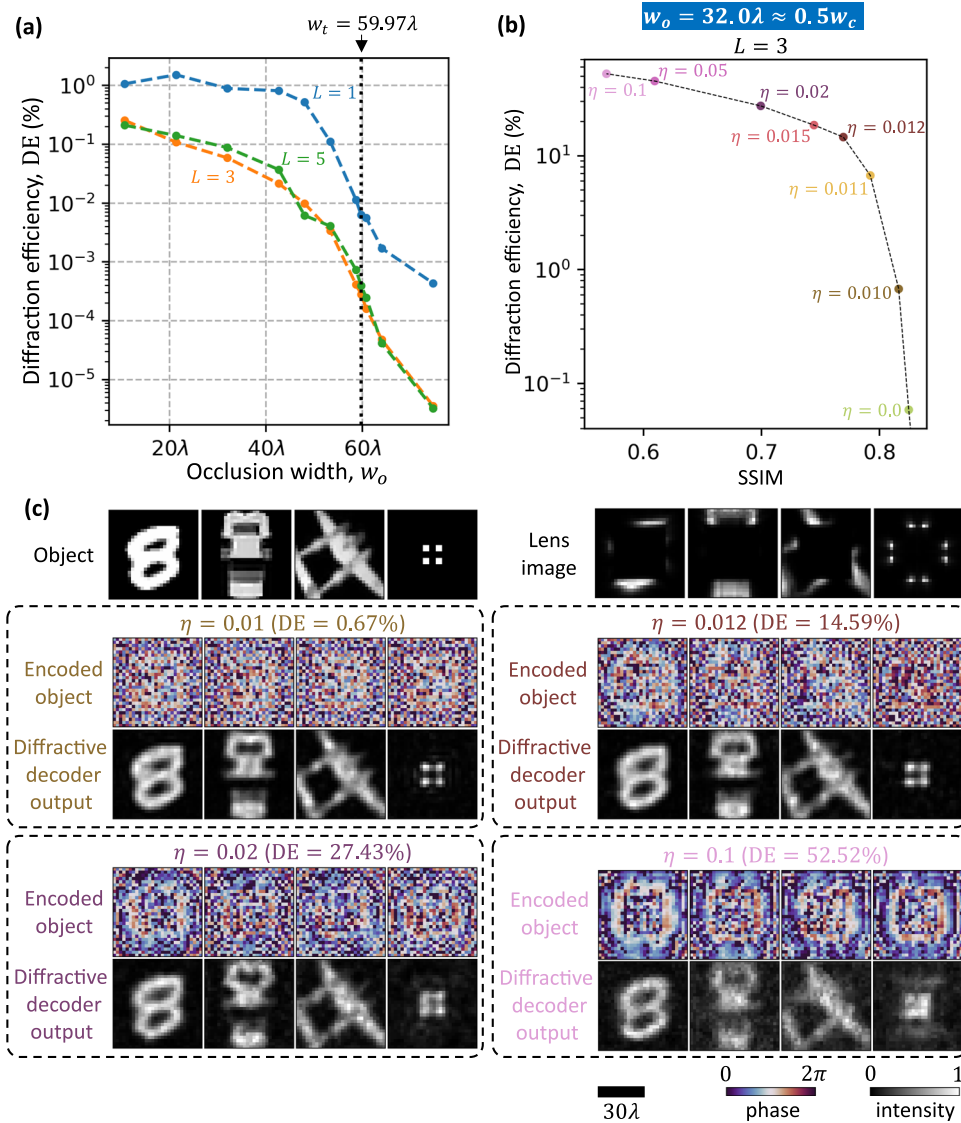 (a)
w_t = 59.97λ
Diffraction efficiency, DE (%)
10^0
10^-1
10^-2
10^-3
10^-4
10^-5
L = 1
L = 5
L = 3
20λ
40λ
60λ
Occlusion width, w_o
(b)
w_o = 32.0λ ≈ 0.5w_c
L = 3
Diffraction efficiency, DE (%)
10^1
10^0
10^-1
η = 0.05
η = 0.1
η = 0.02
η = 0.012
η = 0.015
η = 0.011
η = 0.010
η = 0.0
0.6
0.7
0.8
SSIM
(c)
Object
Lens
image
η = 0.01 (DE = 0.67%)
Encoded
object
Diffractive
decoder
output
η = 0.012 (DE = 14.59%)
Encoded
object
Diffractive
decoder
output
η = 0.02 (DE = 27.43%)
Encoded
object
Diffractive
decoder
output
η = 0.1 (DE = 52.52%)
Encoded
object
Diffractive
decoder
output
30λ
0 2π
phase
0 1
intensity